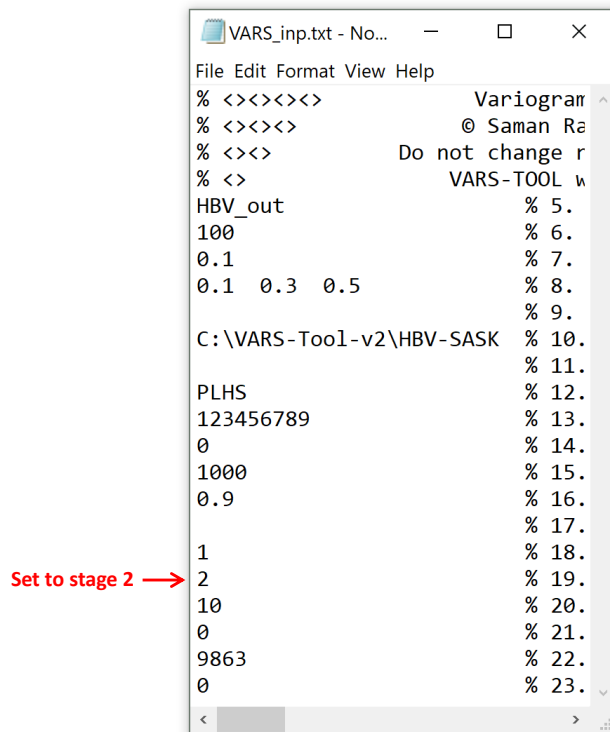 VARS_inp.txt - No...
File Edit Format View Help
% <><><><> Variogram
% <><><> © Saman Ra
% <><> Do not change r
% <> VARS-TOOL w
HBV_out % 5.
100 % 6.
0.1 % 7.
0.1 0.3 0.5 % 8.
% 9.
C:\VARS-Tool-v2\HBV-SASK % 10.
% 11.
PLHS % 12.
123456789 % 13.
0 % 14.
1000 % 15.
0.9 % 16.
% 17.
1 % 18.
Set to stage 2 2 % 19.
10 % 20.
0 % 21.
9863 % 22.
0 % 23.